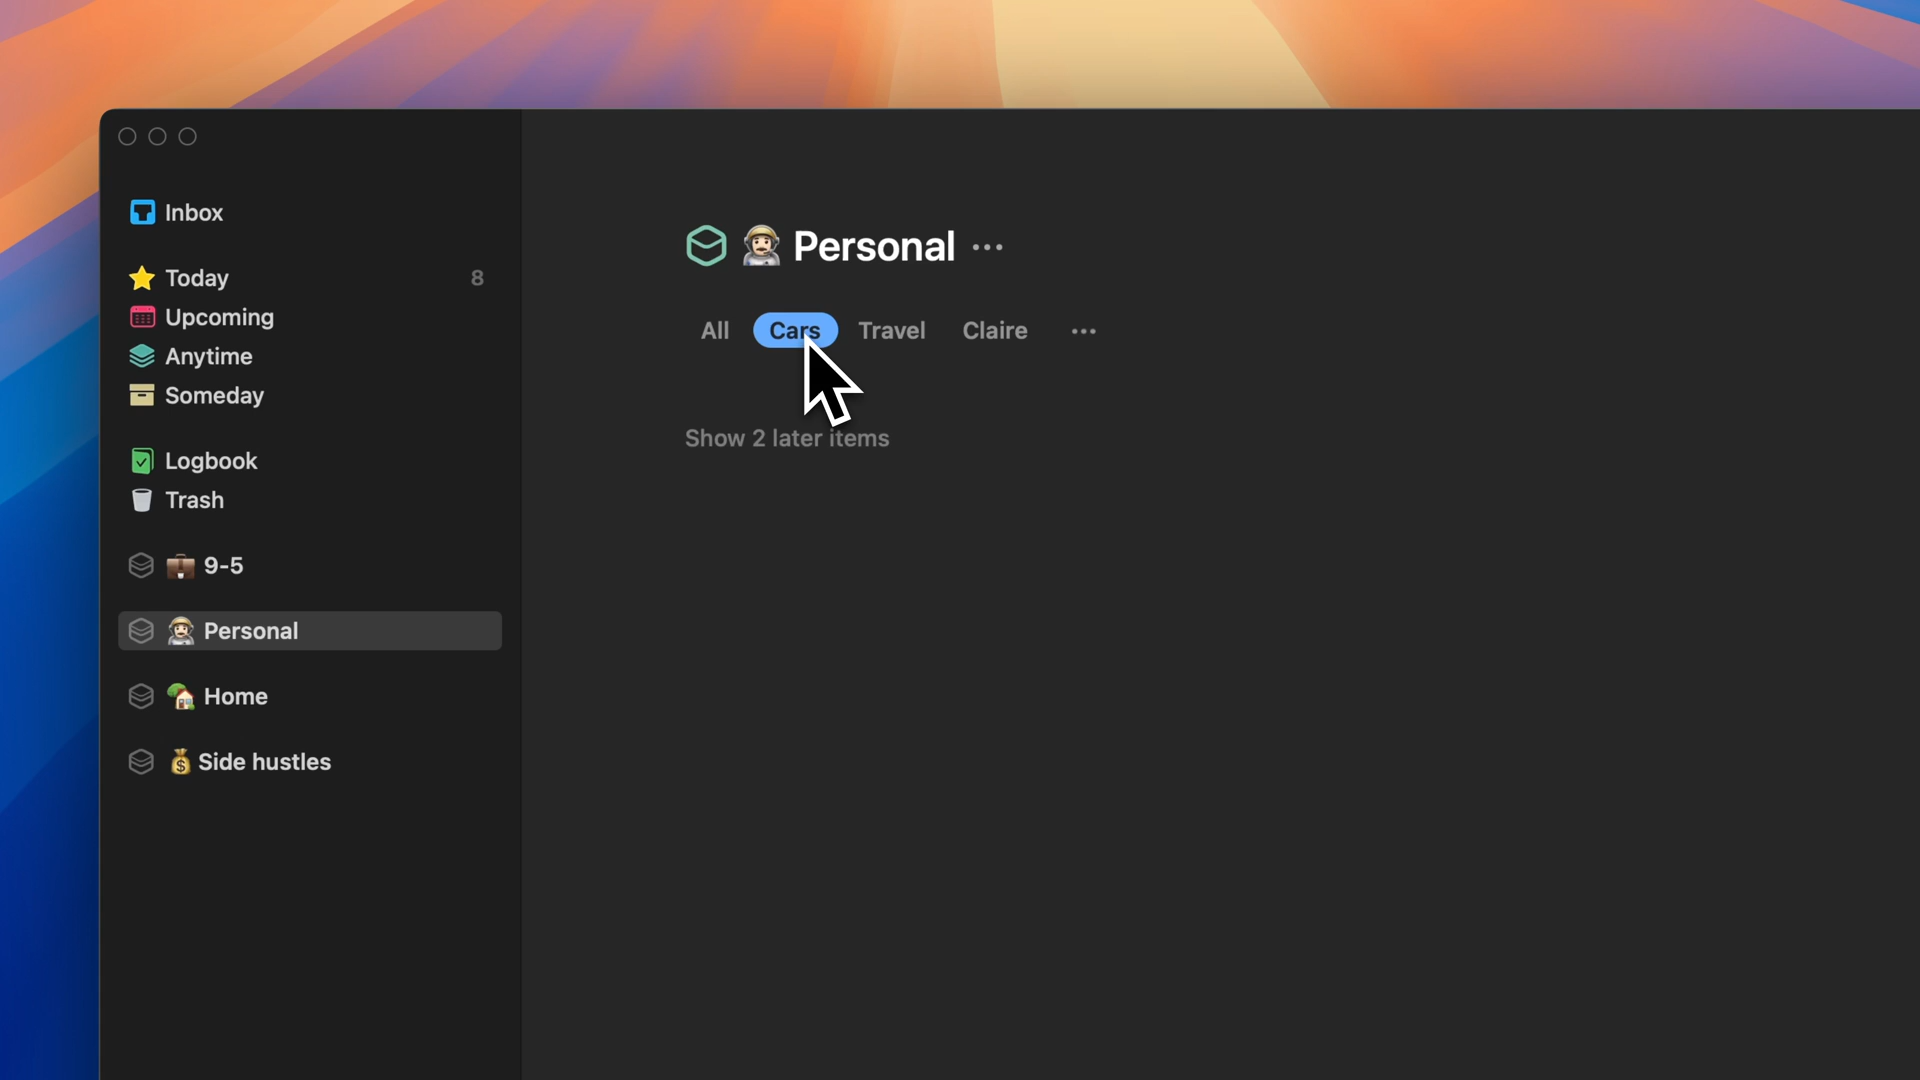 Inbox
Today 8
Upcoming
Anytime
Someday
Logbook
Trash
9-5
Personal
Home
Side hustles
Personal
All Cars Travel Claire
Show 2 later items